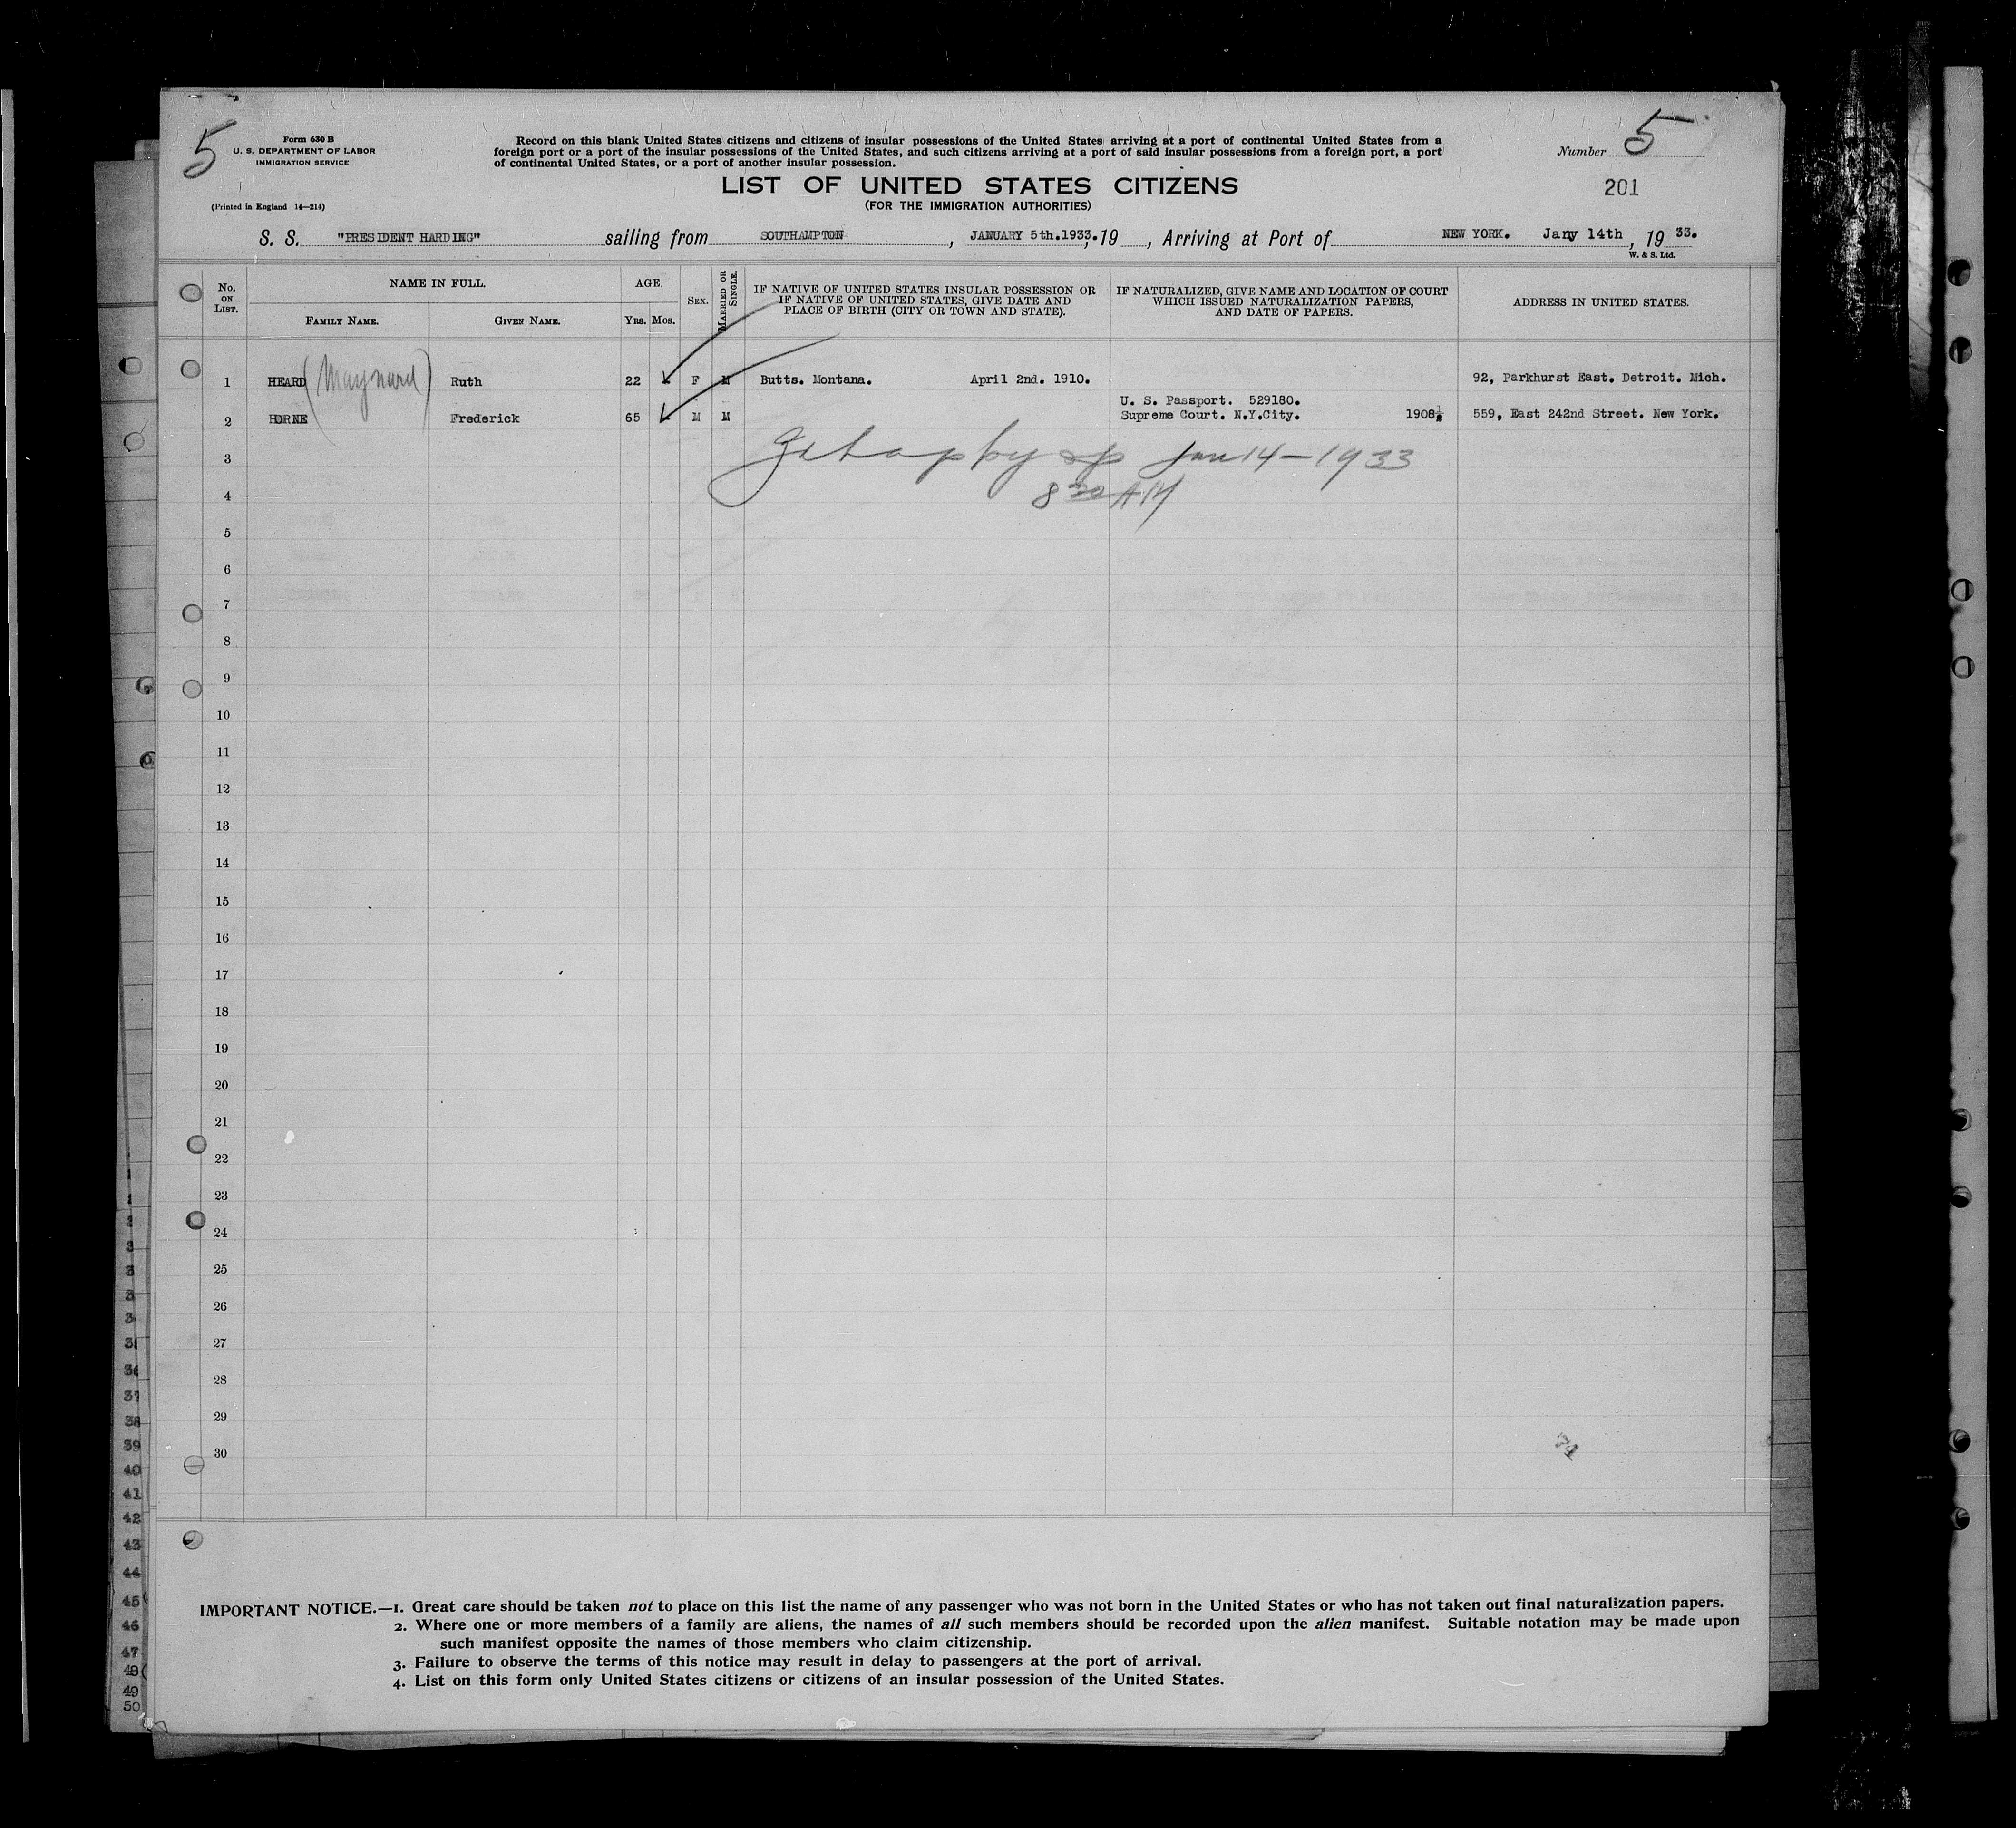 5
Form 630 B
U. S. DEPARTMENT OF LABOR
IMMIGRATION SERVICE
(Printed in England 14—214)
Record on this blank United States citizens and citizens of insular possessions of the United States arriving at a port of continental United States from a
foreign port or a port of the insular possessions of the United States, and such citizens arriving at a port of said insular possessions from a foreign port, a port
of continental United States, or a port of another insular possession.
Number 5
LIST OF UNITED STATES CITIZENS
201
(FOR THE IMMIGRATION AUTHORITIES)
S. S. "PRESIDENT HARDING" sailing from SOUTHAMPTON, JANUARY 5th.1933.19 , Arriving at Port of NEW YORK. Jany 14th, 19 33.
W. & S. Ltd.
No. ON LIST.
NAME IN FULL.
FAMILY NAME. GIVEN NAME.
AGE.
YRS. MOS.
SEX.
MARRIED OR SINGLE.
IF NATIVE OF UNITED STATES INSULAR POSSESSION OR
IF NATIVE OF UNITED STATES, GIVE DATE AND
PLACE OF BIRTH (CITY OR TOWN AND STATE).
IF NATURALIZED, GIVE NAME AND LOCATION OF COURT
WHICH ISSUED NATURALIZATION PAPERS,
AND DATE OF PAPERS.
ADDRESS IN UNITED STATES.
1 HEARD (Maynard) Ruth 22 F M Butts. Montana. April 2nd. 1910. 92, Parkhurst East. Detroit. Mich.
U. S. Passport. 529180.
2 HORNE Frederick 65 M M Supreme Court. N.Y.City. 1908 559, East 242nd Street. New York.
3 Jan 14—1933
4 8 30 AM
5
6
7
8
9
10
11
12
13
14
15
16
17
18
19
20
21
22
23
24
25
26
27
28
29
30
IMPORTANT NOTICE.—1. Great care should be taken not to place on this list the name of any passenger who was not born in the United States or who has not taken out final naturalization papers.
2. Where one or more members of a family are aliens, the names of all such members should be recorded upon the alien manifest. Suitable notation may be made upon
such manifest opposite the names of those members who claim citizenship.
3. Failure to observe the terms of this notice may result in delay to passengers at the port of arrival.
4. List on this form only United States citizens or citizens of an insular possession of the United States.